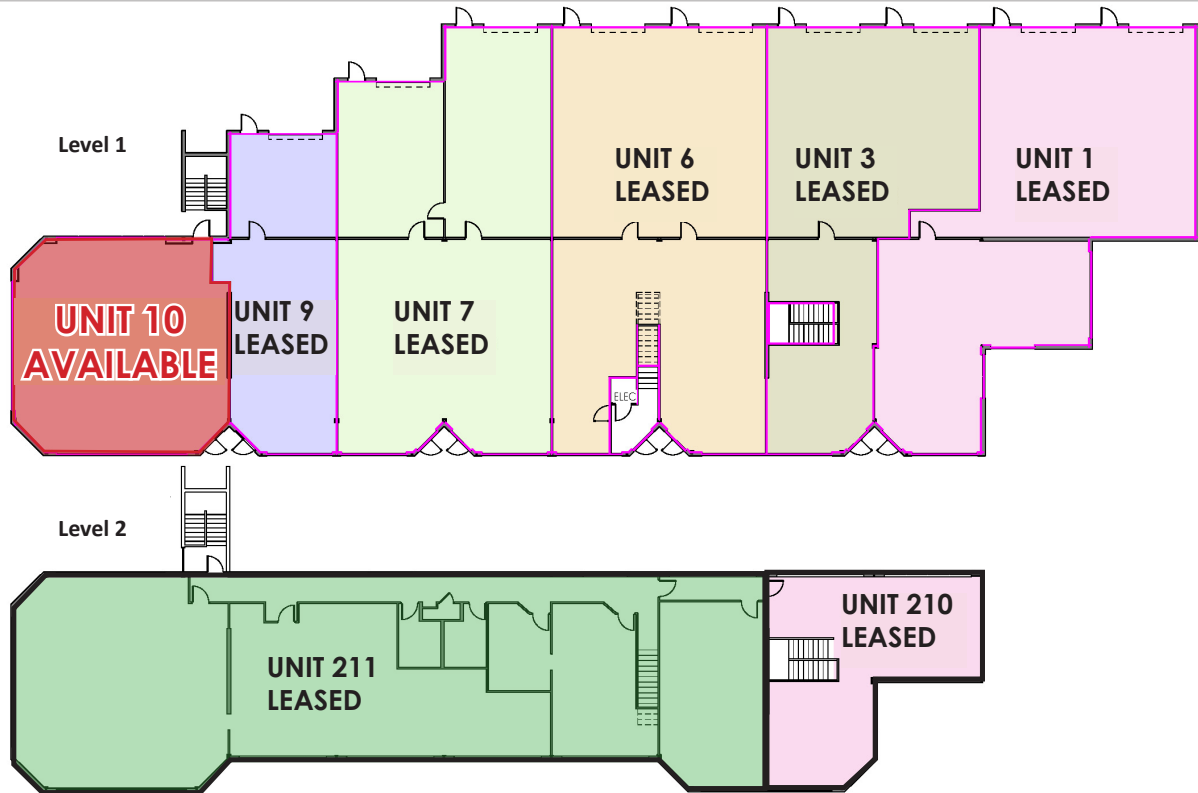 Level 1
UNIT 6
LEASED
UNIT 3
LEASED
UNIT 1
LEASED
UNIT 10
AVAILABLE
UNIT 9
LEASED
UNIT 7
LEASED
ELEC
Level 2
UNIT 210
LEASED
UNIT 211
LEASED